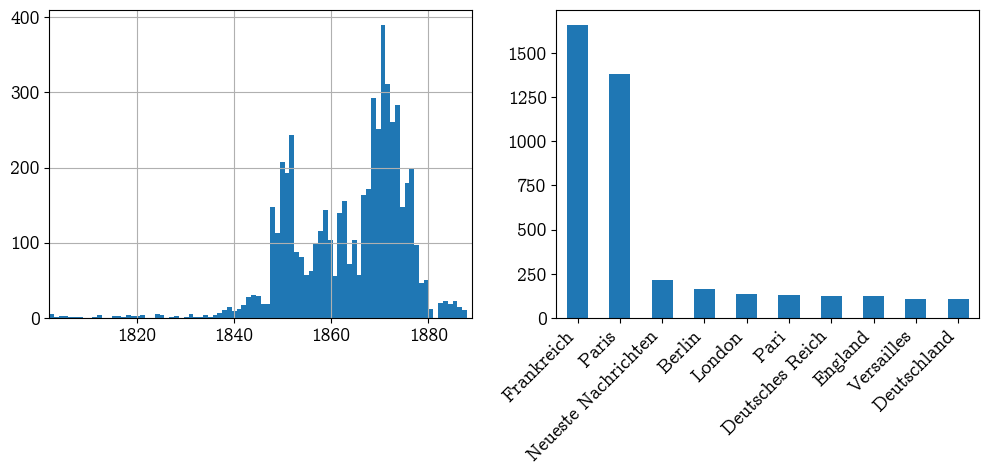 400
300
200
100
0
1820 1840 1860 1880
1500
1250
1000
750
500
250
0
Frankreich
Paris
Neueste Nachrichten
Berlin
London
Pari
Deutsches Reich
England
Versailles
Deutschland